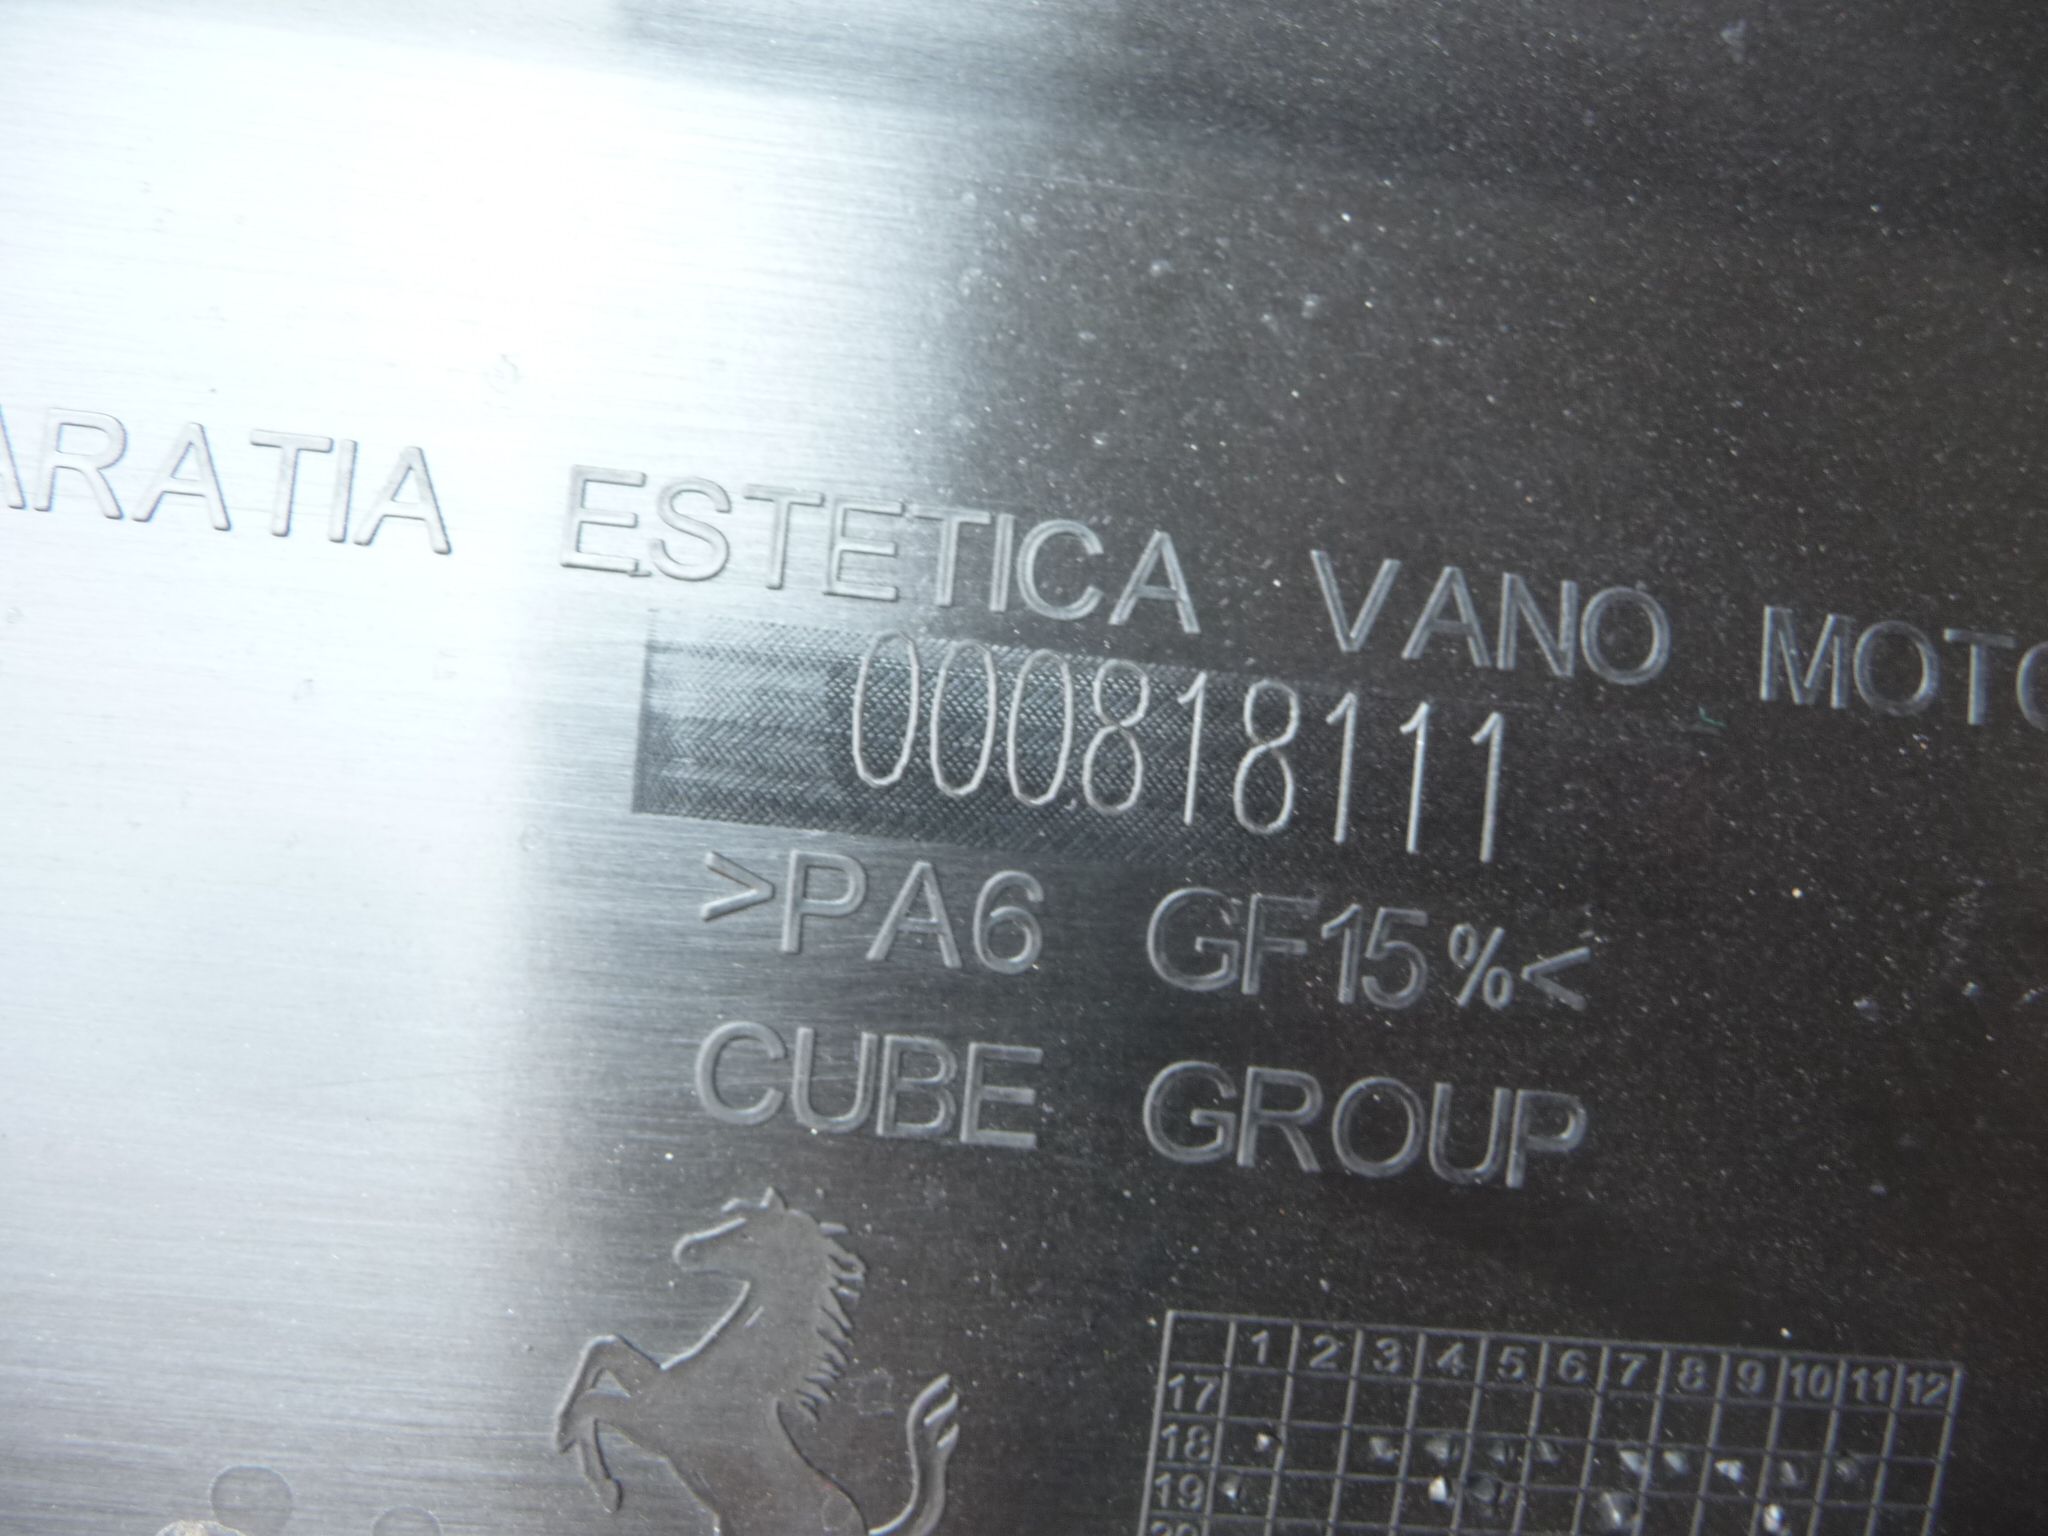 ARATIA ESTETICA VANO MOTO
000818111
>PA6 GF15%<
CUBE GROUP
1 2 3 4 5 6 7 8 9 10 11 12
17
18
19
20